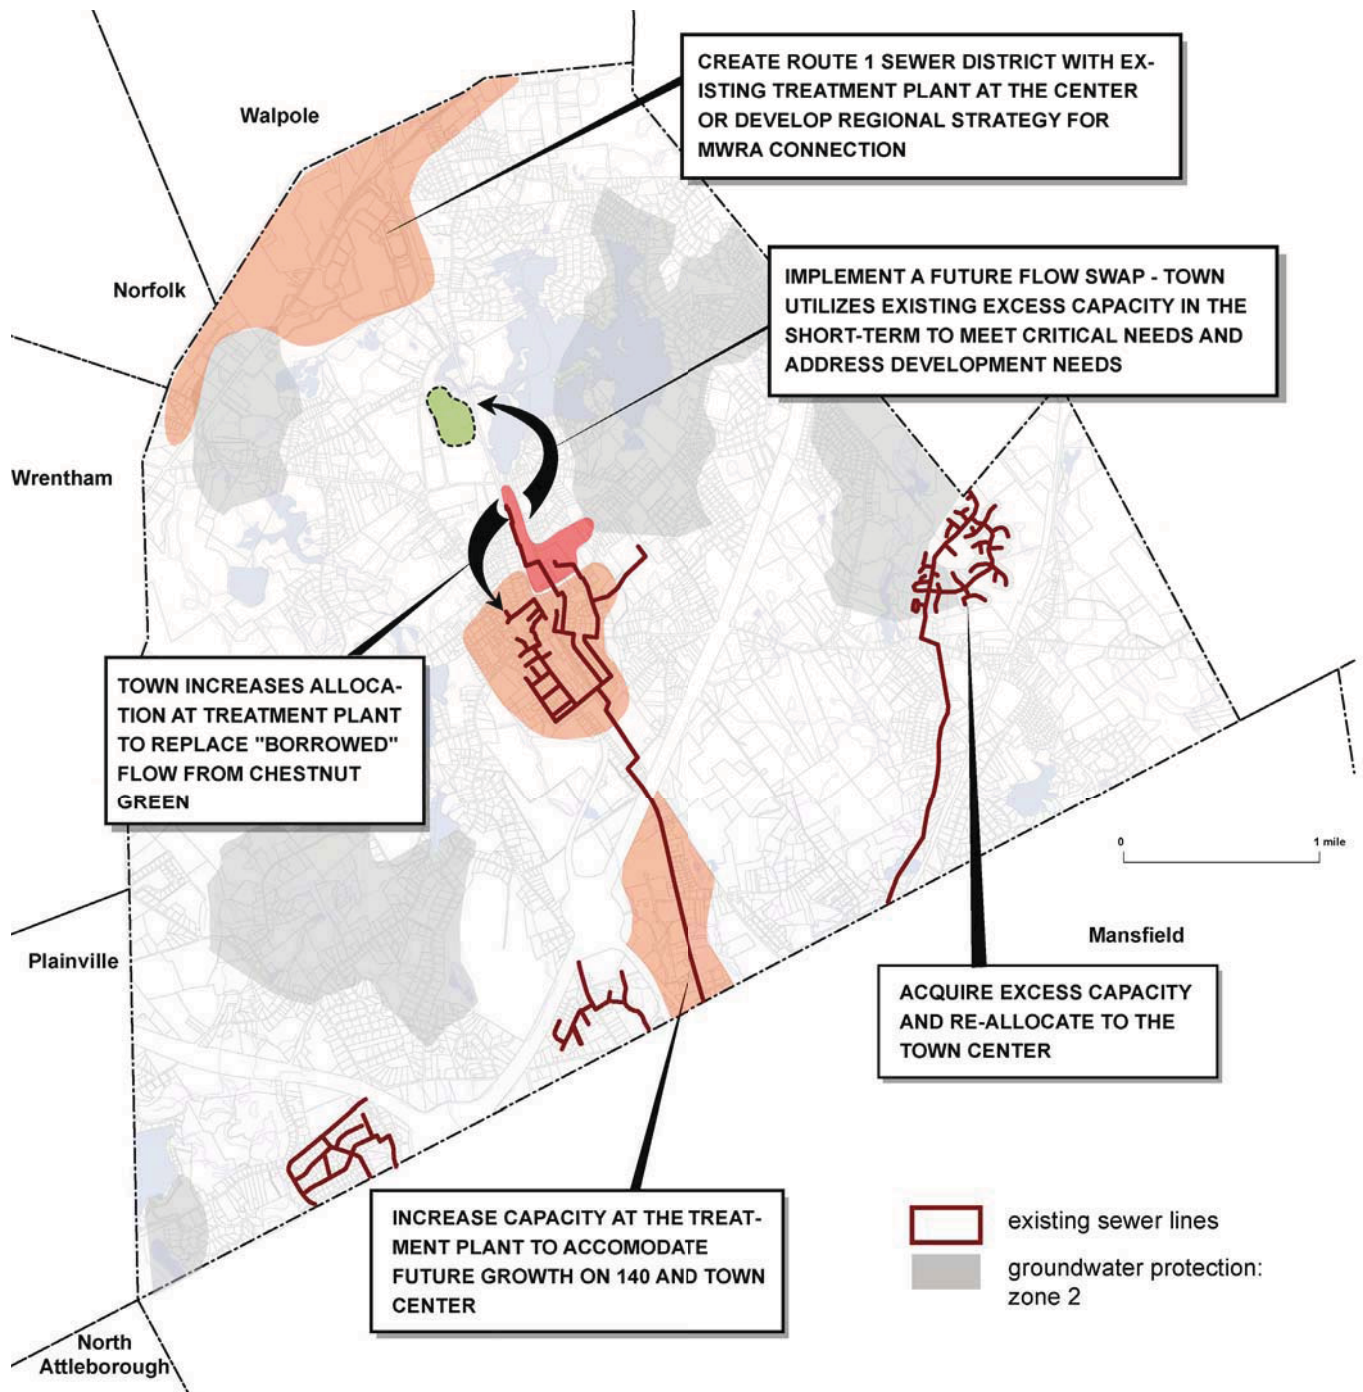 CREATE ROUTE 1 SEWER DISTRICT WITH EX-
ISTING TREATMENT PLANT AT THE CENTER
OR DEVELOP REGIONAL STRATEGY FOR
MWRA CONNECTION
Walpole
IMPLEMENT A FUTURE FLOW SWAP - TOWN
UTILIZES EXISTING EXCESS CAPACITY IN THE
SHORT-TERM TO MEET CRITICAL NEEDS AND
ADDRESS DEVELOPMENT NEEDS
Norfolk
Wrentham
TOWN INCREASES ALLOCA-
TION AT TREATMENT PLANT
TO REPLACE "BORROWED"
FLOW FROM CHESTNUT
GREEN
0 1 mile
Mansfield
Plainville
ACQUIRE EXCESS CAPACITY
AND RE-ALLOCATE TO THE
TOWN CENTER
INCREASE CAPACITY AT THE TREAT-
MENT PLANT TO ACCOMODATE
FUTURE GROWTH ON 140 AND TOWN
CENTER
existing sewer lines
groundwater protection:
zone 2
North
Attleborough